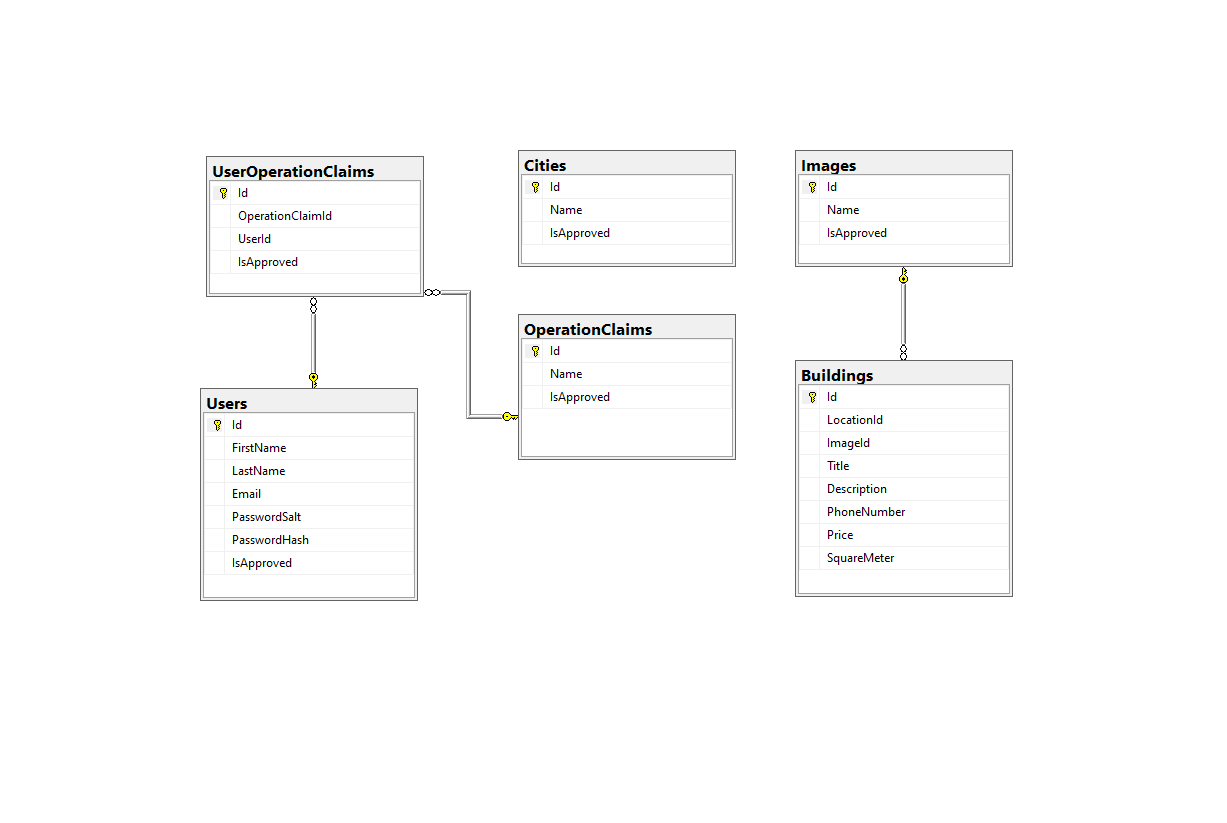 UserOperationClaims
Id
OperationClaimId
UserId
IsApproved
Users
Id
FirstName
LastName
Email
PasswordSalt
PasswordHash
IsApproved
Cities
Id
Name
IsApproved
OperationClaims
Id
Name
IsApproved
Images
Id
Name
IsApproved
Buildings
Id
LocationId
ImageId
Title
Description
PhoneNumber
Price
SquareMeter